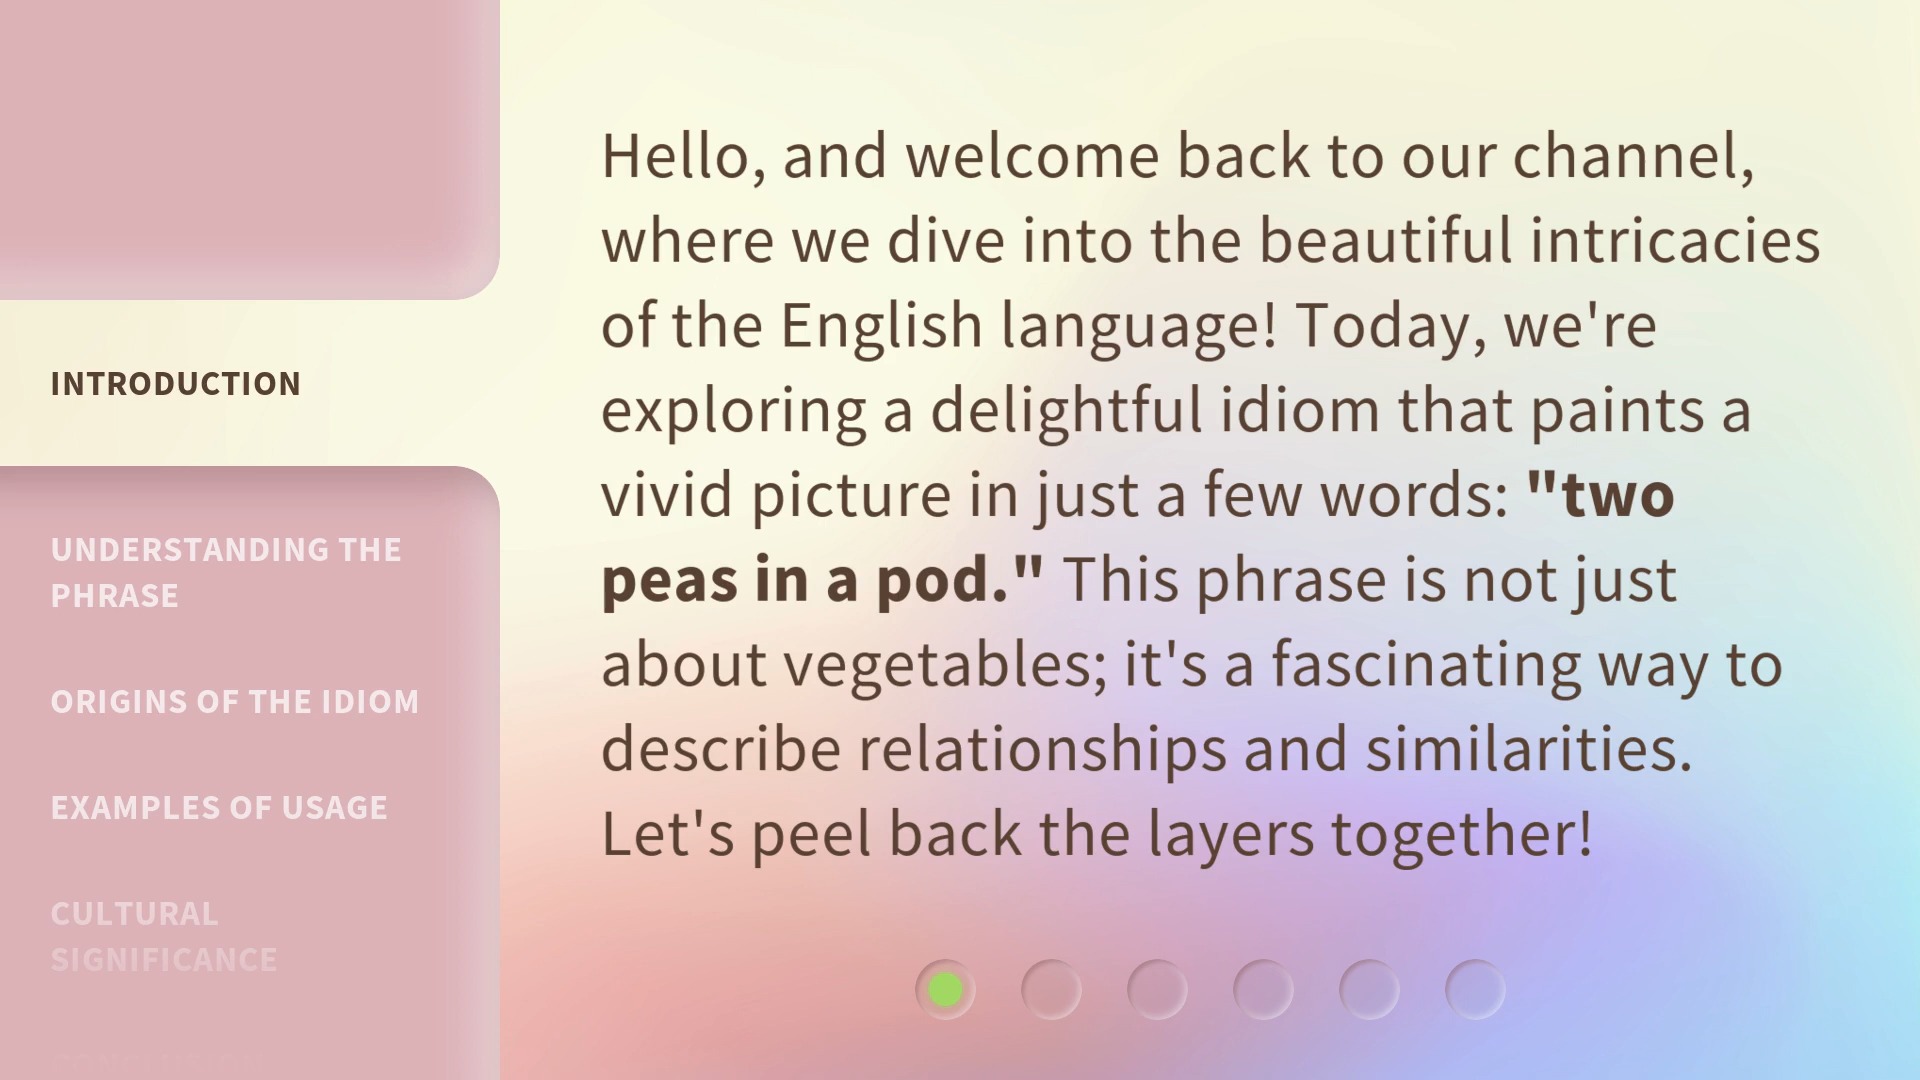 INTRODUCTION
UNDERSTANDING THE
PHRASE
ORIGINS OF THE IDIOM
EXAMPLES OF USAGE
CULTURAL
SIGNIFICANCE
CONCLUSION
Hello, and welcome back to our channel,
where we dive into the beautiful intricacies
of the English language! Today, we're
exploring a delightful idiom that paints a
vivid picture in just a few words: "two
peas in a pod." This phrase is not just
about vegetables; it's a fascinating way to
describe relationships and similarities.
Let's peel back the layers together!